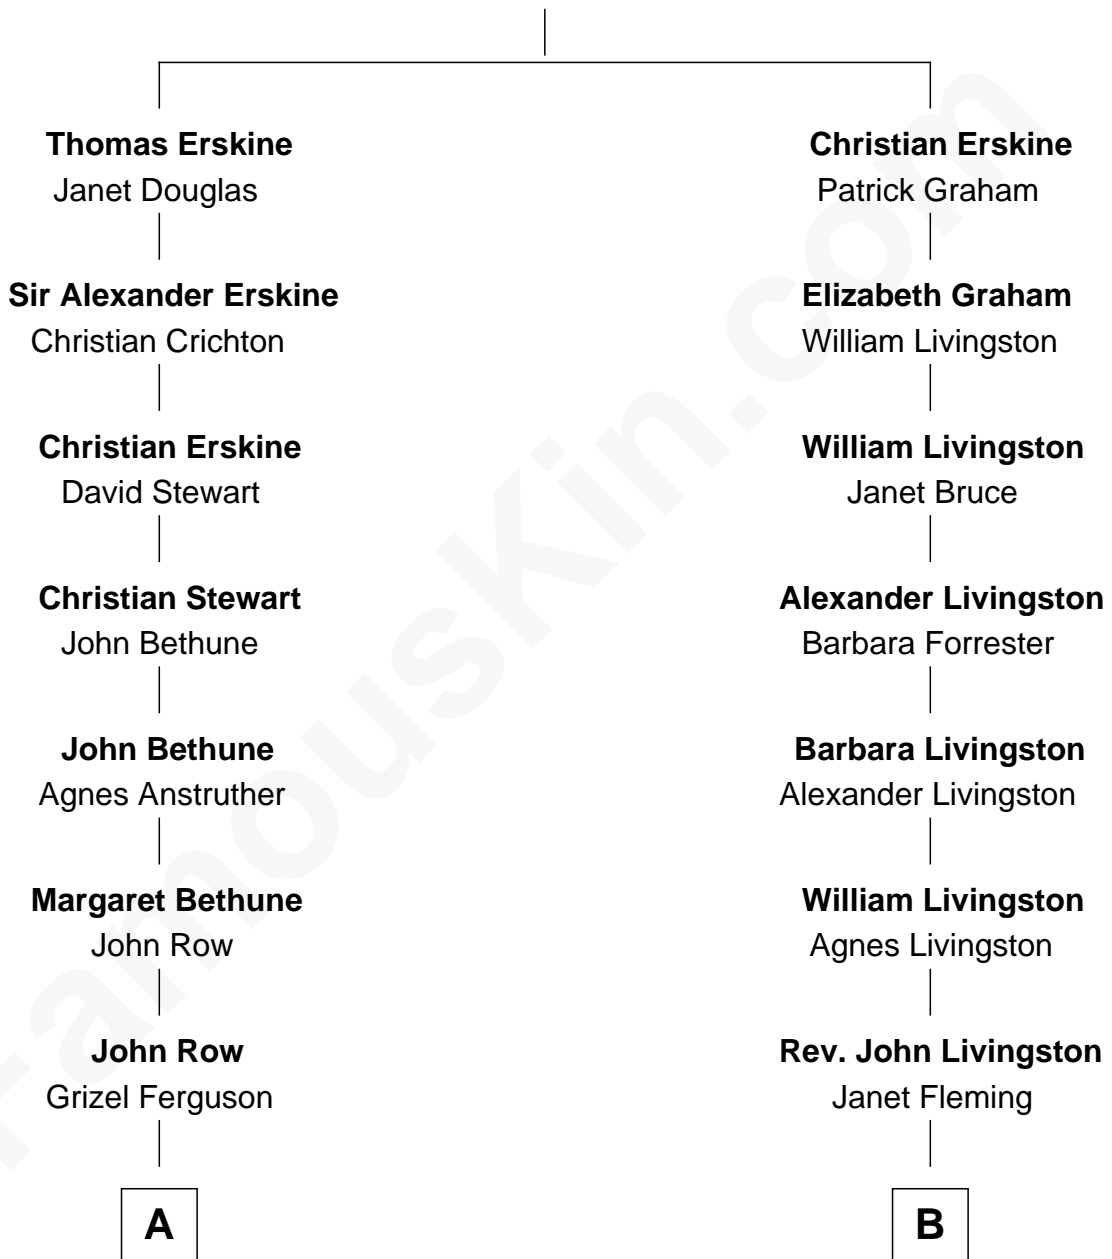 Thomas Erskine
Janet Douglas
Christian Erskine
Patrick Graham
Sir Alexander Erskine
Christian Crichton
Elizabeth Graham
William Livingston
Christian Erskine
David Stewart
William Livingston
Janet Bruce
Christian Stewart
John Bethune
Alexander Livingston
Barbara Forrester
John Bethune
Agnes Anstruther
Barbara Livingston
Alexander Livingston
Margaret Bethune
John Row
William Livingston
Agnes Livingston
John Row
Grizel Ferguson
Rev. John Livingston
Janet Fleming
A
B
FamousKin.com